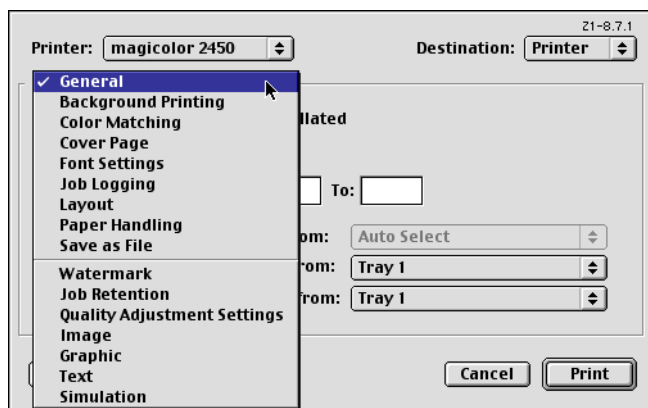 Z1-8.7.1
Printer: magicolor 2450 Destination: Printer
✓ General
Background Printing
Color Matching
llated
Cover Page
Font Settings
Job Logging
To:
Layout
Paper Handling
om: Auto Select
Save as File
Watermark
rom: Tray 1
Job Retention
from: Tray 1
Quality Adjustment Settings
Image
Graphic
Text
Simulation
Cancel Print